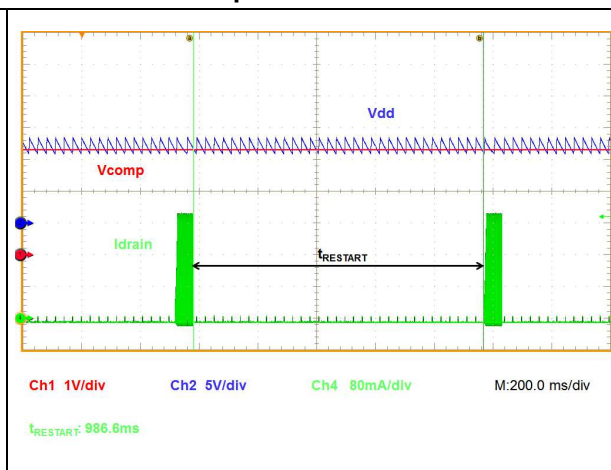 Vdd
Vcomp
Idrain
tRESTART
Ch1 1V/div Ch2 5V/div Ch4 80mA/div M:200.0 ms/div
tRESTART: 986.6ms